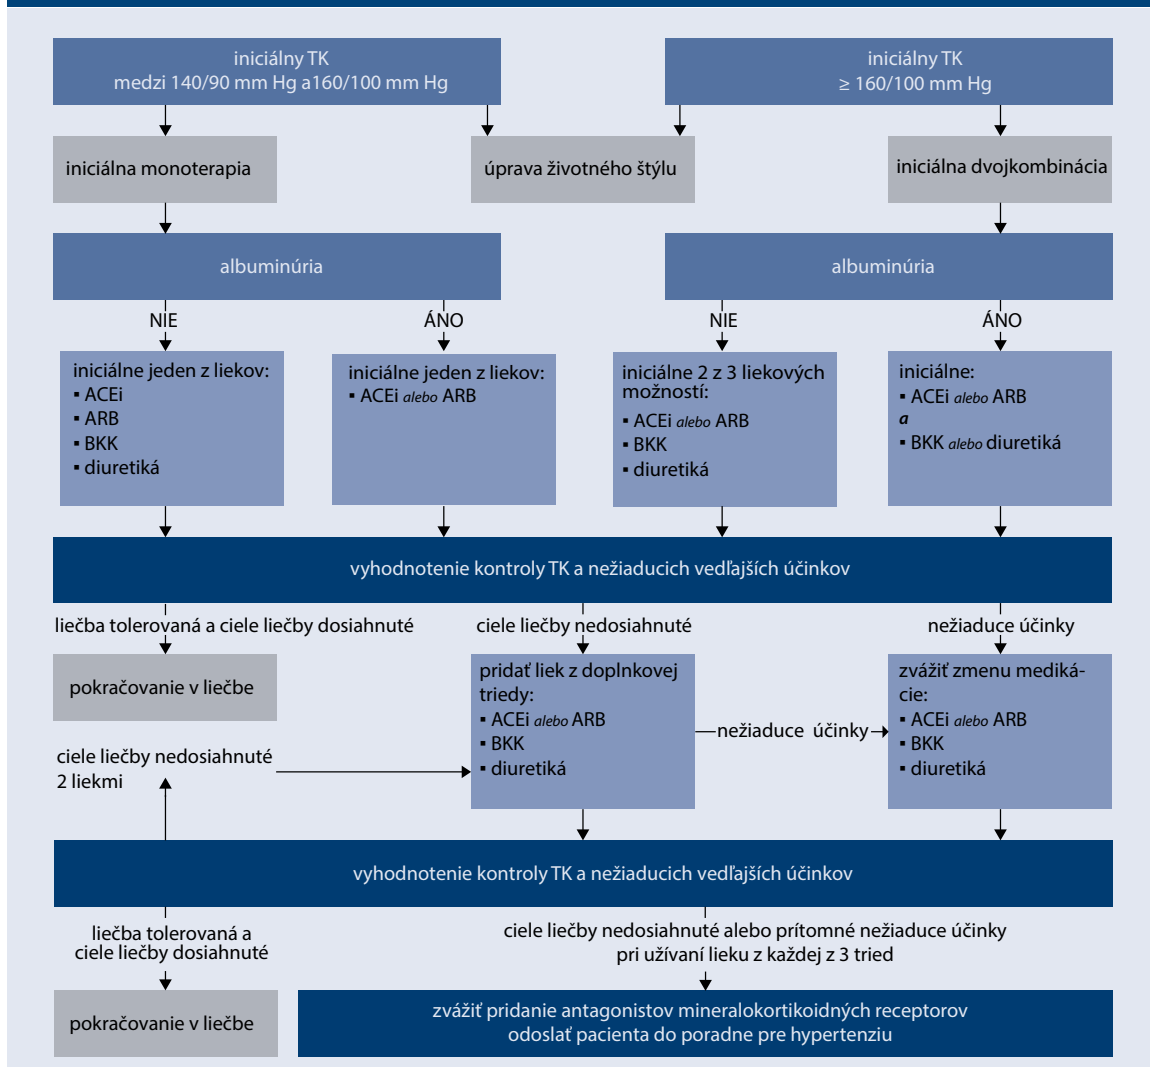 iniciálny TK
medzi 140/90 mm Hg a160/100 mm Hg
iniciálny TK
≥ 160/100 mm Hg
iniciálna monoterapia
úprava životného štýlu
iniciálna dvojkombinácia
albuminúria
albuminúria
NIE
ÁNO
NIE
ÁNO
iniciálne jeden z liekov:
▪ ACEi
▪ ARB
▪ BKK
▪ diuretiká
iniciálne jeden z liekov:
▪ ACEi alebo ARB
iniciálne 2 z 3 liekových
možností:
▪ ACEi alebo ARB
▪ BKK
▪ diuretiká
iniciálne:
▪ ACEi alebo ARB
a
▪ BKK alebo diuretiká
vyhodnotenie kontroly TK a nežiaducich vedľajších účinkov
liečba tolerovaná a ciele liečby dosiahnuté
ciele liečby nedosiahnuté
nežiaduce účinky
pokračovanie v liečbe
pridať liek z doplnkovej
triedy:
▪ ACEi alebo ARB
▪ BKK
▪ diuretiká
nežiaduce účinky
zvážiť zmenu mediká-
cie:
▪ ACEi alebo ARB
▪ BKK
▪ diuretiká
ciele liečby nedosiahnuté
2 liekmi
vyhodnotenie kontroly TK a nežiaducich vedľajších účinkov
liečba tolerovaná a
ciele liečby dosiahnuté
ciele liečby nedosiahnuté alebo prítomné nežiaduce účinky
pri užívaní lieku z každej z 3 tried
pokračovanie v liečbe
zvážiť pridanie antagonistov mineralokortikoidných receptorov
odoslať pacienta do poradne pre hypertenziu